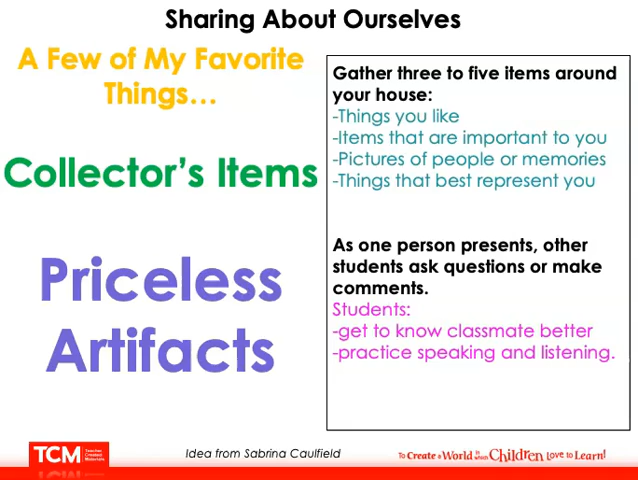 Sharing About Ourselves
A Few of My Favorite
Things…
Collector's Items
Priceless
Artifacts
Gather three to five items around
your house:
-Things you like
-Items that are important to you
-Pictures of people or memories
-Things that best represent you
As one person presents, other
students ask questions or make
comments.
Students:
-get to know classmate better
-practice speaking and listening.
TCM
Teacher
Created
Materials
Idea from Sabrina Caulfield
To Create a World in which Children Love to Learn!